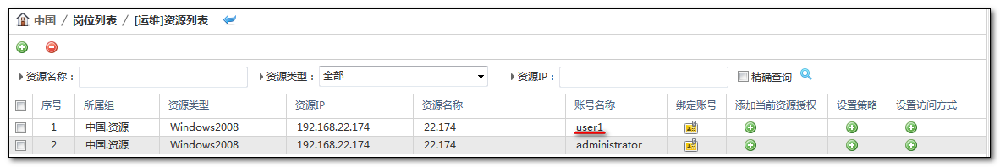 中国 / 岗位列表 / [运维]资源列表
资源名称： 资源类型： 全部 资源IP： 精确查询
序号 所属组 资源类型 资源IP 资源名称 账号名称 绑定账号 添加当前资源授权 设置策略 设置访问方式
1 中国.资源 Windows2008 192.168.22.174 22.174 user1
2 中国.资源 Windows2008 192.168.22.174 22.174 administrator